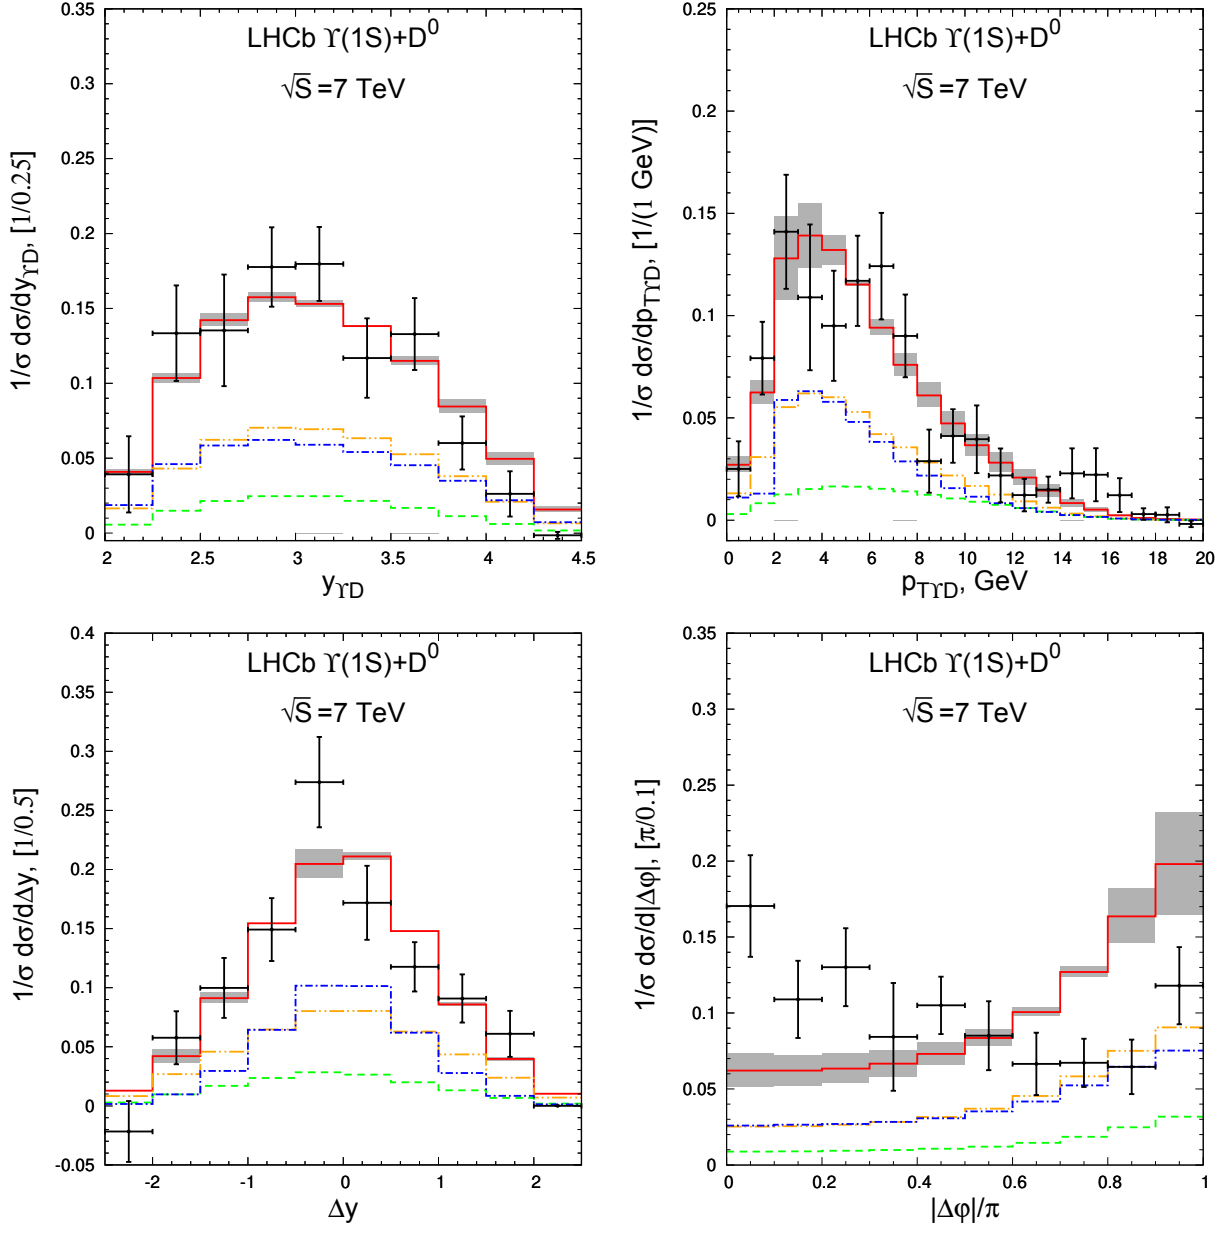 LHCb ϒ(1S)+D⁰
√S =7 TeV
1/σ dσ/dy_ϒD, [1/0.25]
0.35
0.3
0.25
0.2
0.15
0.1
0.05
0
2 2.5 3 3.5 4 4.5
y_ϒD
LHCb ϒ(1S)+D⁰
√S =7 TeV
1/σ dσ/dp_TϒD, [1/(1 GeV)]
0.25
0.2
0.15
0.1
0.05
0
0 2 4 6 8 10 12 14 16 18 20
p_TϒD, GeV
LHCb ϒ(1S)+D⁰
√S =7 TeV
1/σ dσ/dΔy, [1/0.5]
0.4
0.35
0.3
0.25
0.2
0.15
0.1
0.05
0
-0.05
-2 -1 0 1 2
Δy
LHCb ϒ(1S)+D⁰
√S =7 TeV
1/σ dσ/d|Δφ|, [π/0.1]
0.35
0.3
0.25
0.2
0.15
0.1
0.05
0
0 0.2 0.4 0.6 0.8 1
|Δφ|/π